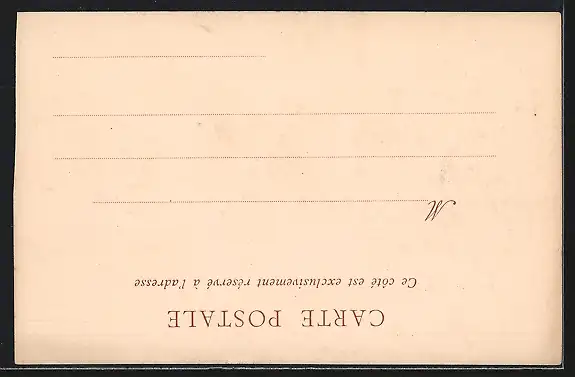 CARTE POSTALE
Ce côté est exclusivement réservé à l'adresse
M